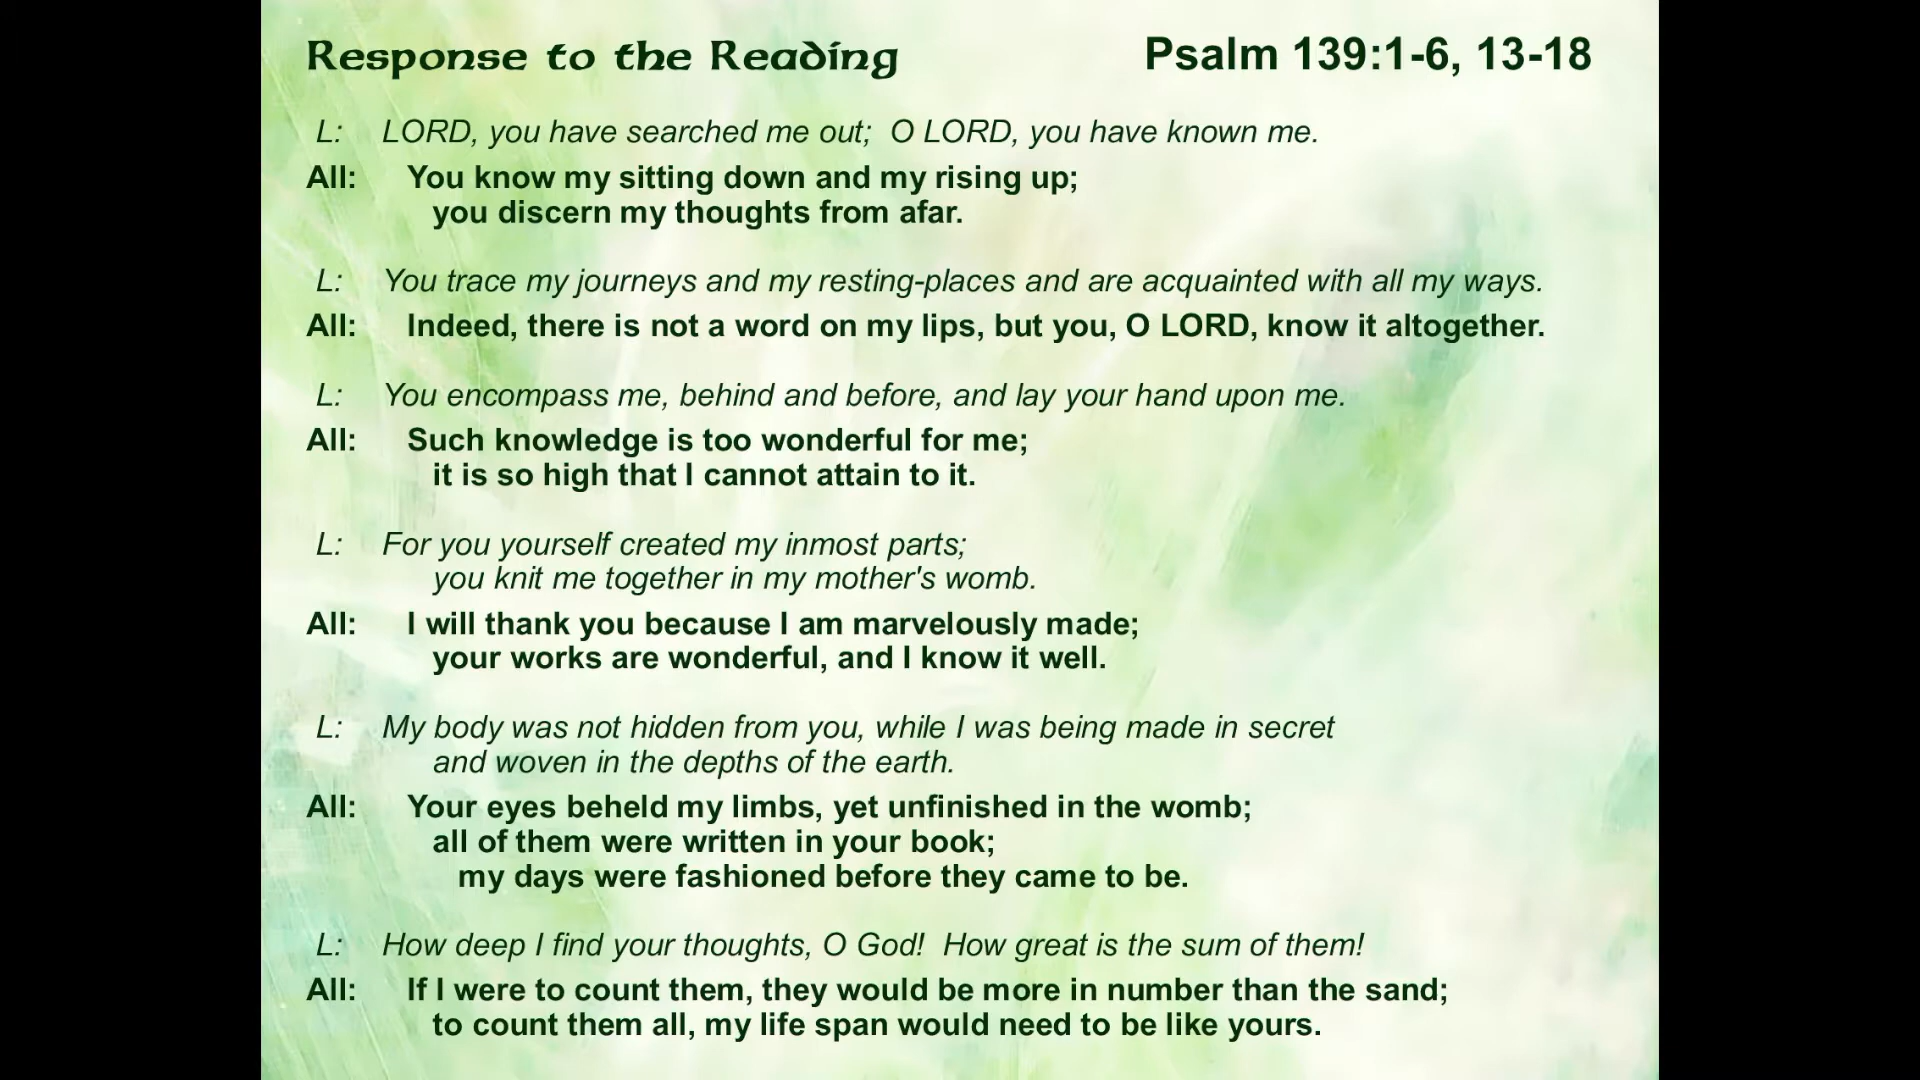 Response to the Reading Psalm 139:1-6, 13-18
L: LORD, you have searched me out; O LORD, you have known me.
All: You know my sitting down and my rising up;
you discern my thoughts from afar.
L: You trace my journeys and my resting-places and are acquainted with all my ways.
All: Indeed, there is not a word on my lips, but you, O LORD, know it altogether.
L: You encompass me, behind and before, and lay your hand upon me.
All: Such knowledge is too wonderful for me;
it is so high that I cannot attain to it.
L: For you yourself created my inmost parts;
you knit me together in my mother's womb.
All: I will thank you because I am marvelously made;
your works are wonderful, and I know it well.
L: My body was not hidden from you, while I was being made in secret
and woven in the depths of the earth.
All: Your eyes beheld my limbs, yet unfinished in the womb;
all of them were written in your book;
my days were fashioned before they came to be.
L: How deep I find your thoughts, O God! How great is the sum of them!
All: If I were to count them, they would be more in number than the sand;
to count them all, my life span would need to be like yours.